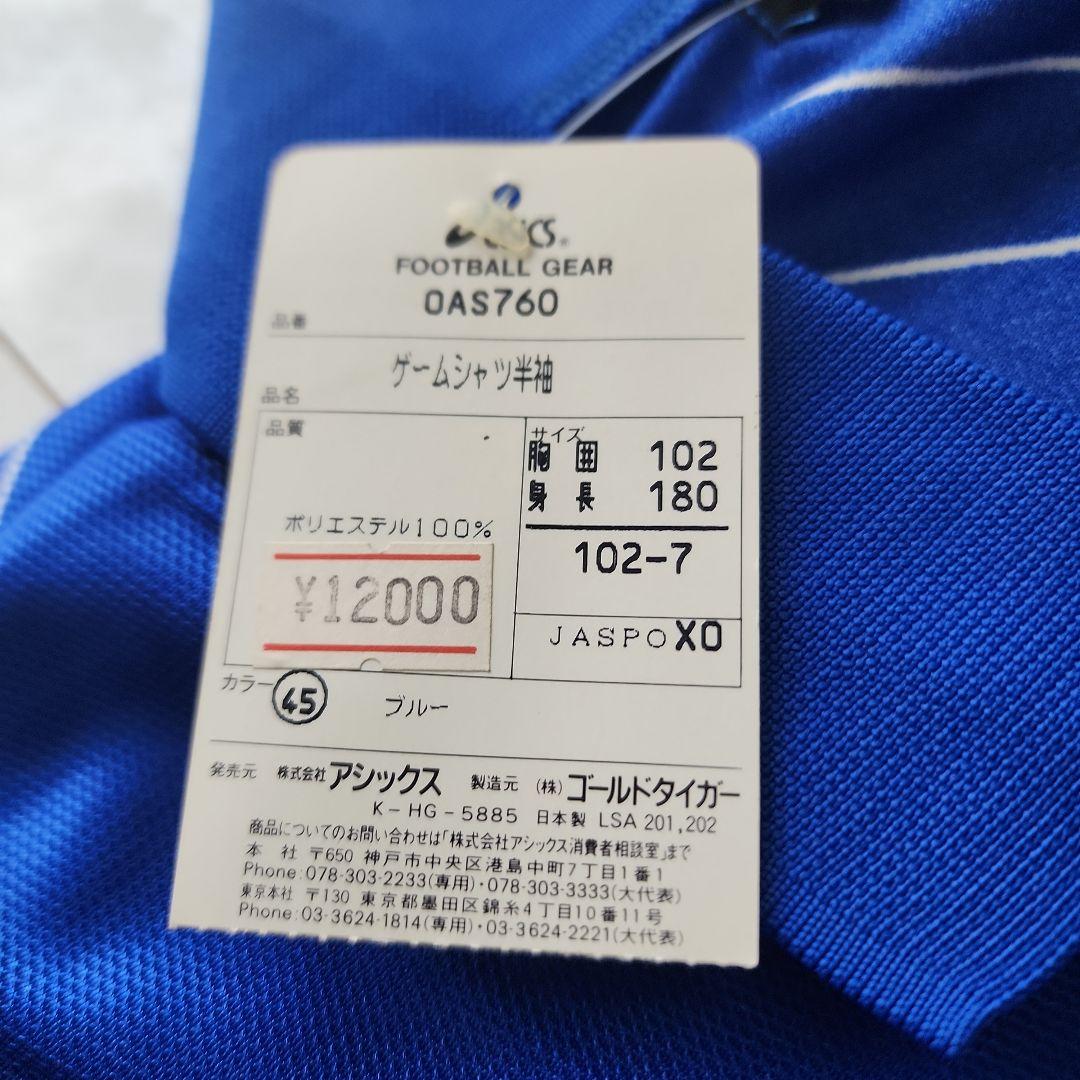 asics®
FOOTBALL GEAR
品番 OAS760
品名 ゲームシャツ半袖
品質
ポリエステル100%
¥12000
サイズ
胸囲 102
身長 180
102-7
JASPO XO
カラー 45 ブルー
発売元 株式会社アシックス 製造元 (株)ゴールドタイガー
K-HG-5885 日本製 LSA 201,202
商品についてのお問い合わせは「株式会社アシックス消費者相談室」まで
本社 〒650 神戸市中央区港島中町7丁目1番1
Phone:078-303-2233(専用)・078-303-3333(大代表)
東京本社 〒130 東京都墨田区錦糸4丁目10番11号
Phone:03-3624-1814(専用)・03-3624-2221(大代表)